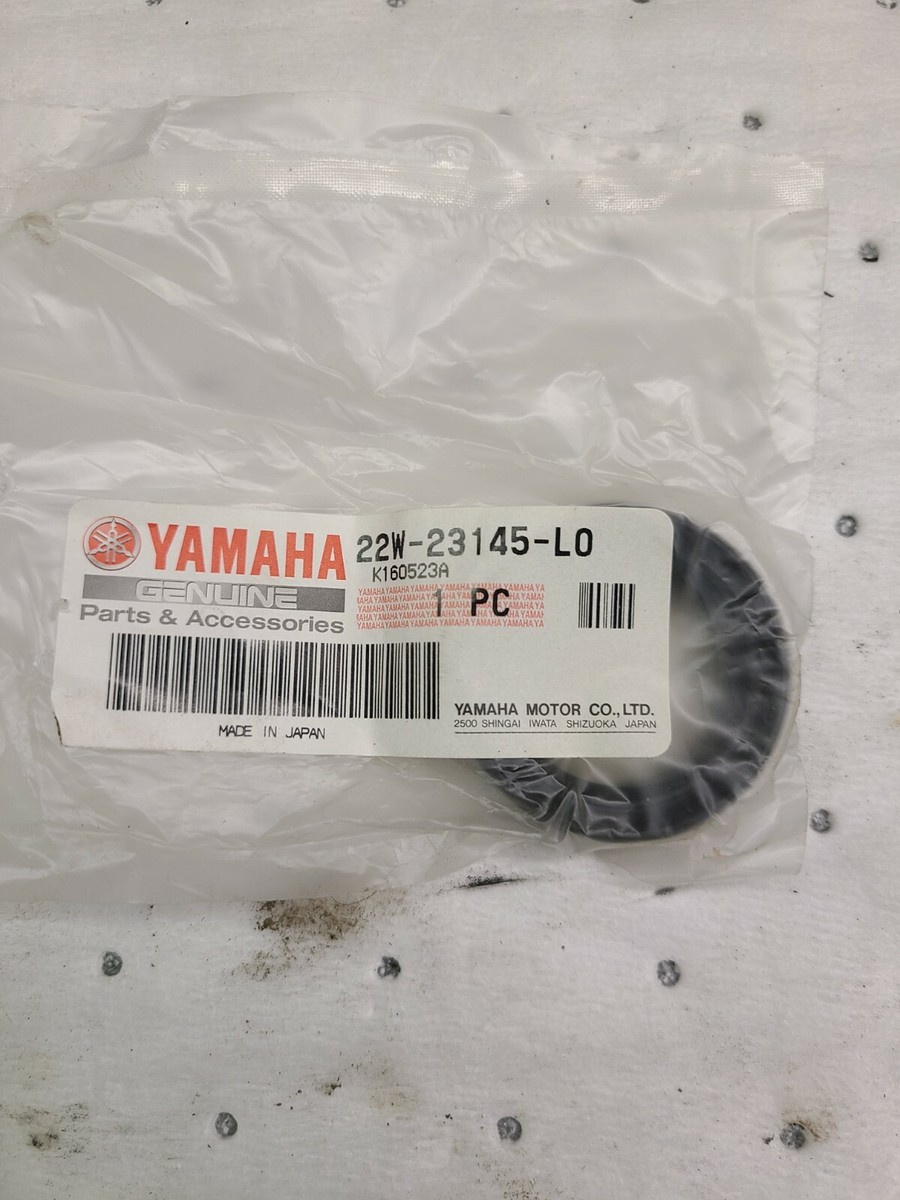 YAMAHA
GENUINE
Parts & Accessories
22W-23145-L0
K160523A
YAMAHAYAMAHAYAMAHAYAMAHAYAMAHAYAMAHAYA
1 PC
MADE IN JAPAN
YAMAHA MOTOR CO., LTD.
2500 SHINGAI IWATA SHIZUOKA JAPAN